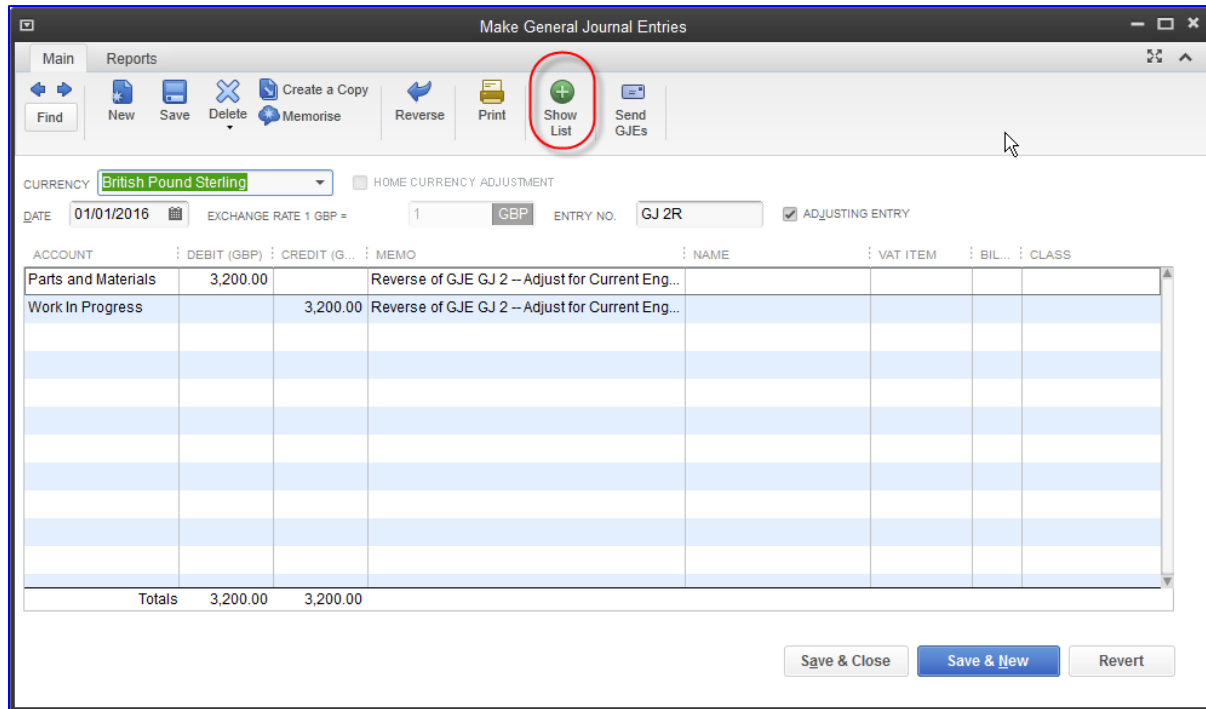 Make General Journal Entries
Main Reports
Find New Save Delete Create a Copy Memorise Reverse Print Show List Send GJEs
CURRENCY British Pound Sterling HOME CURRENCY ADJUSTMENT
DATE 01/01/2016 EXCHANGE RATE 1 GBP = 1 GBP ENTRY NO. GJ 2R ADJUSTING ENTRY
ACCOUNT DEBIT (GBP) CREDIT (G... MEMO NAME VAT ITEM BIL... CLASS
Parts and Materials 3,200.00 Reverse of GJE GJ 2 -- Adjust for Current Eng...
Work In Progress 3,200.00 Reverse of GJE GJ 2 -- Adjust for Current Eng...
Totals 3,200.00 3,200.00
Save & Close Save & New Revert